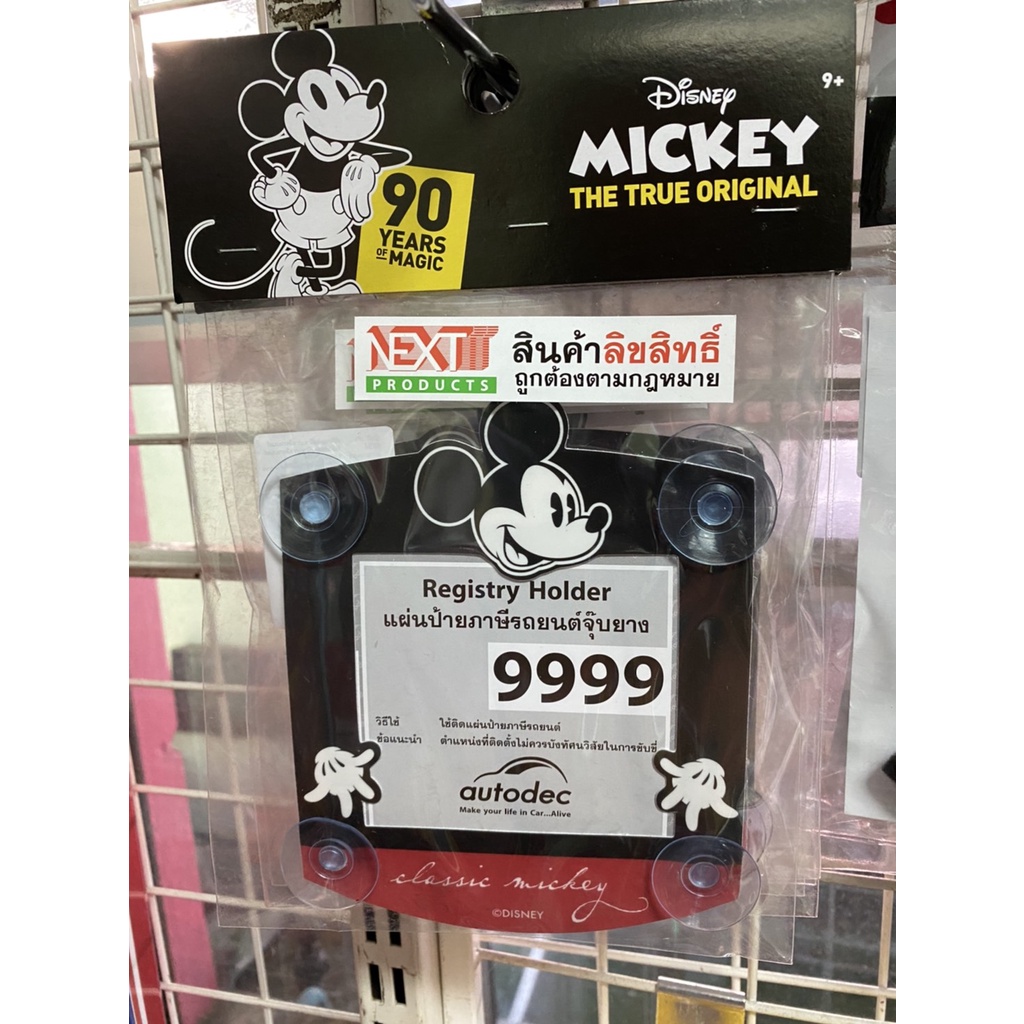 Disney
9+
MICKEY
THE TRUE ORIGINAL
90
YEARS
OF
MAGIC
NEXT
PRODUCTS
สินค้าลิขสิทธิ์
ถูกต้องตามกฎหมาย
Registry Holder
แผ่นป้ายภาษีรถยนต์จุ๊บยาง
9999
วิธีใช้ ใช้ติดแผ่นป้ายภาษีรถยนต์
ข้อแนะนำ ตำแหน่งที่ติดตั้งไม่ควรบังทัศนวิสัยในการขับขี่
autodec
Make your life in Car...Alive
classic mickey
©DISNEY